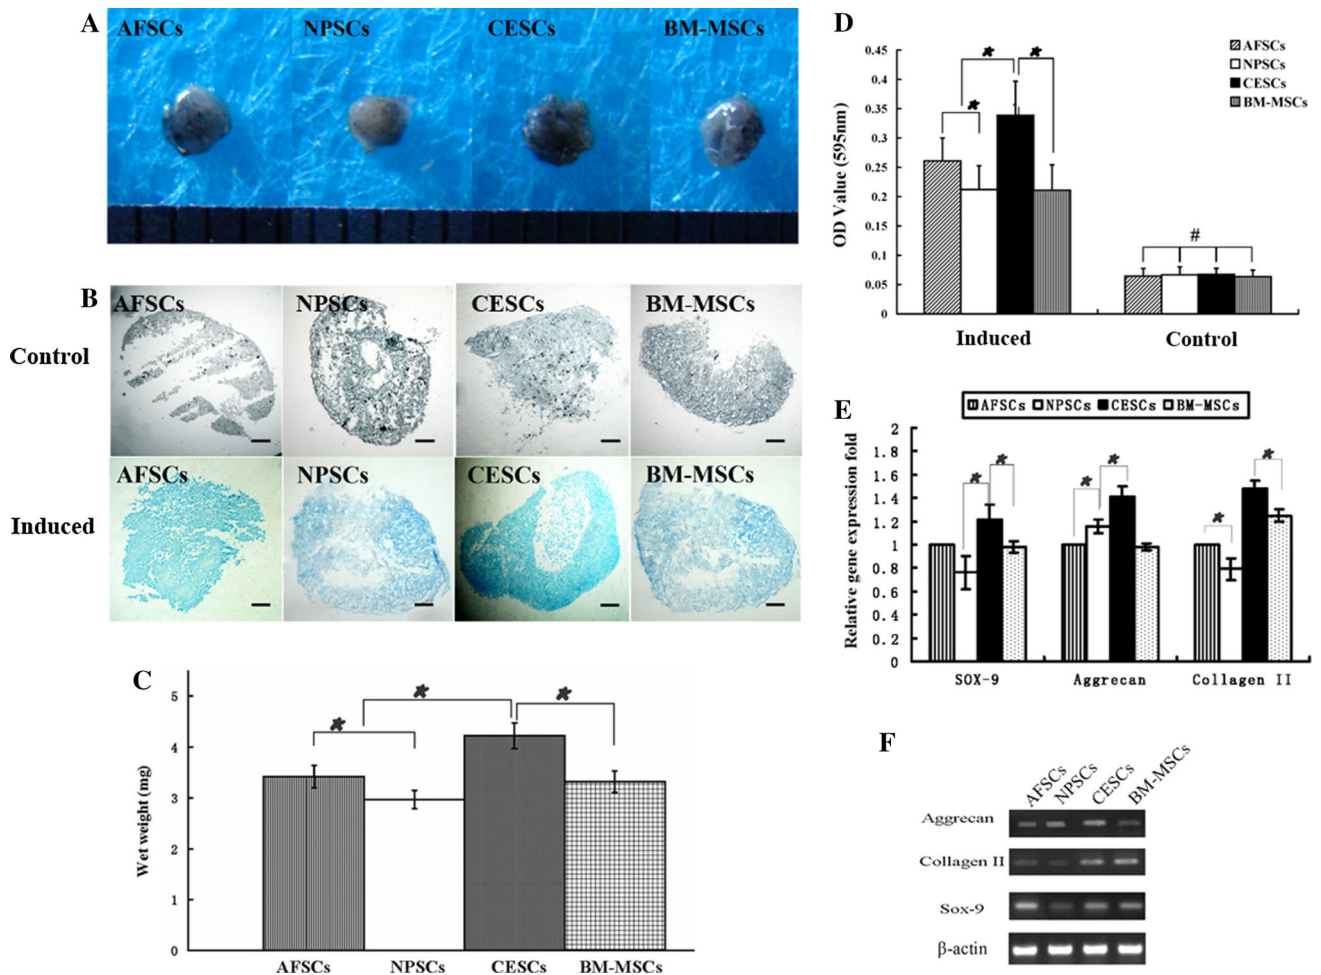 A
AFSCs NPSCs CESCs BM-MSCs
B
AFSCs NPSCs CESCs BM-MSCs
Control
AFSCs NPSCs CESCs BM-MSCs
Induced
C
Wet weight (mg)
5
4
3
2
1
0
AFSCs NPSCs CESCs BM-MSCs
D
AFSCs
NPSCs
CESCs
BM-MSCs
OD Value (595nm)
0.45
0.4
0.35
0.3
0.25
0.2
0.15
0.1
0.05
0
* * *
#
Induced Control
E
AFSCs NPSCs CESCs BM-MSCs
Relative gene expression fold
2
1.8
1.6
1.4
1.2
1
0.8
0.6
0.4
0.2
0
* * * * * *
SOX-9 Aggrecan Collagen II
F
AFSCs NPSCs CESCs BM-MSCs
Aggrecan
Collagen II
Sox-9
β-actin